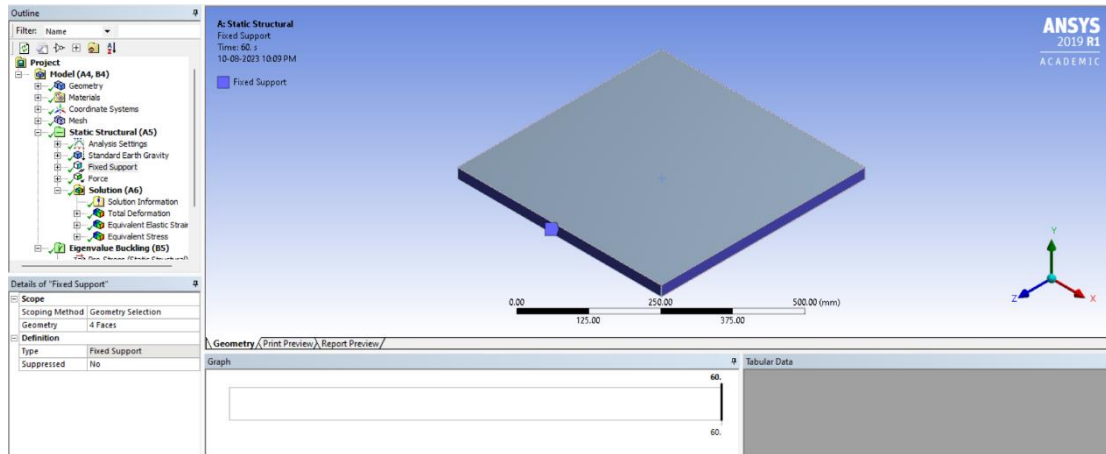 Outline
Filter: Name
Project
Model (A4, B4)
Geometry
Materials
Coordinate Systems
Mesh
Static Structural (A5)
Analysis Settings
Standard Earth Gravity
Fixed Support
Force
Solution (A6)
Solution Information
Total Deformation
Equivalent Elastic Strair
Equivalent Stress
Eigenvalue Buckling (B5)
Details of "Fixed Support"
Scope
Scoping Method Geometry Selection
Geometry 4 Faces
Definition
Type Fixed Support
Suppressed No
A: Static Structural
Fixed Support
Time: 60. s
10-08-2023 10:09 PM
Fixed Support
ANSYS
2019 R1
ACADEMIC
Y
Z
X
0.00 250.00 500.00 (mm)
125.00 375.00
Geometry Print Preview Report Preview
Graph
60.
60.
Tabular Data